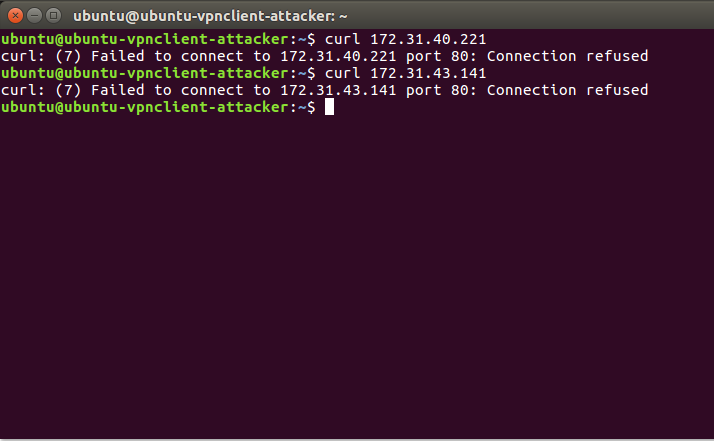 ubuntu@ubuntu-vpnclient-attacker: ~
ubuntu@ubuntu-vpnclient-attacker:~$ curl 172.31.40.221
curl: (7) Failed to connect to 172.31.40.221 port 80: Connection refused
ubuntu@ubuntu-vpnclient-attacker:~$ curl 172.31.43.141
curl: (7) Failed to connect to 172.31.43.141 port 80: Connection refused
ubuntu@ubuntu-vpnclient-attacker:~$